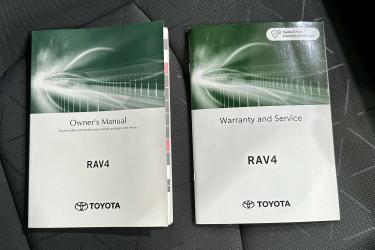 Owner's Manual
RAV4
TOYOTA
Warranty and Service
RAV4
TOYOTA